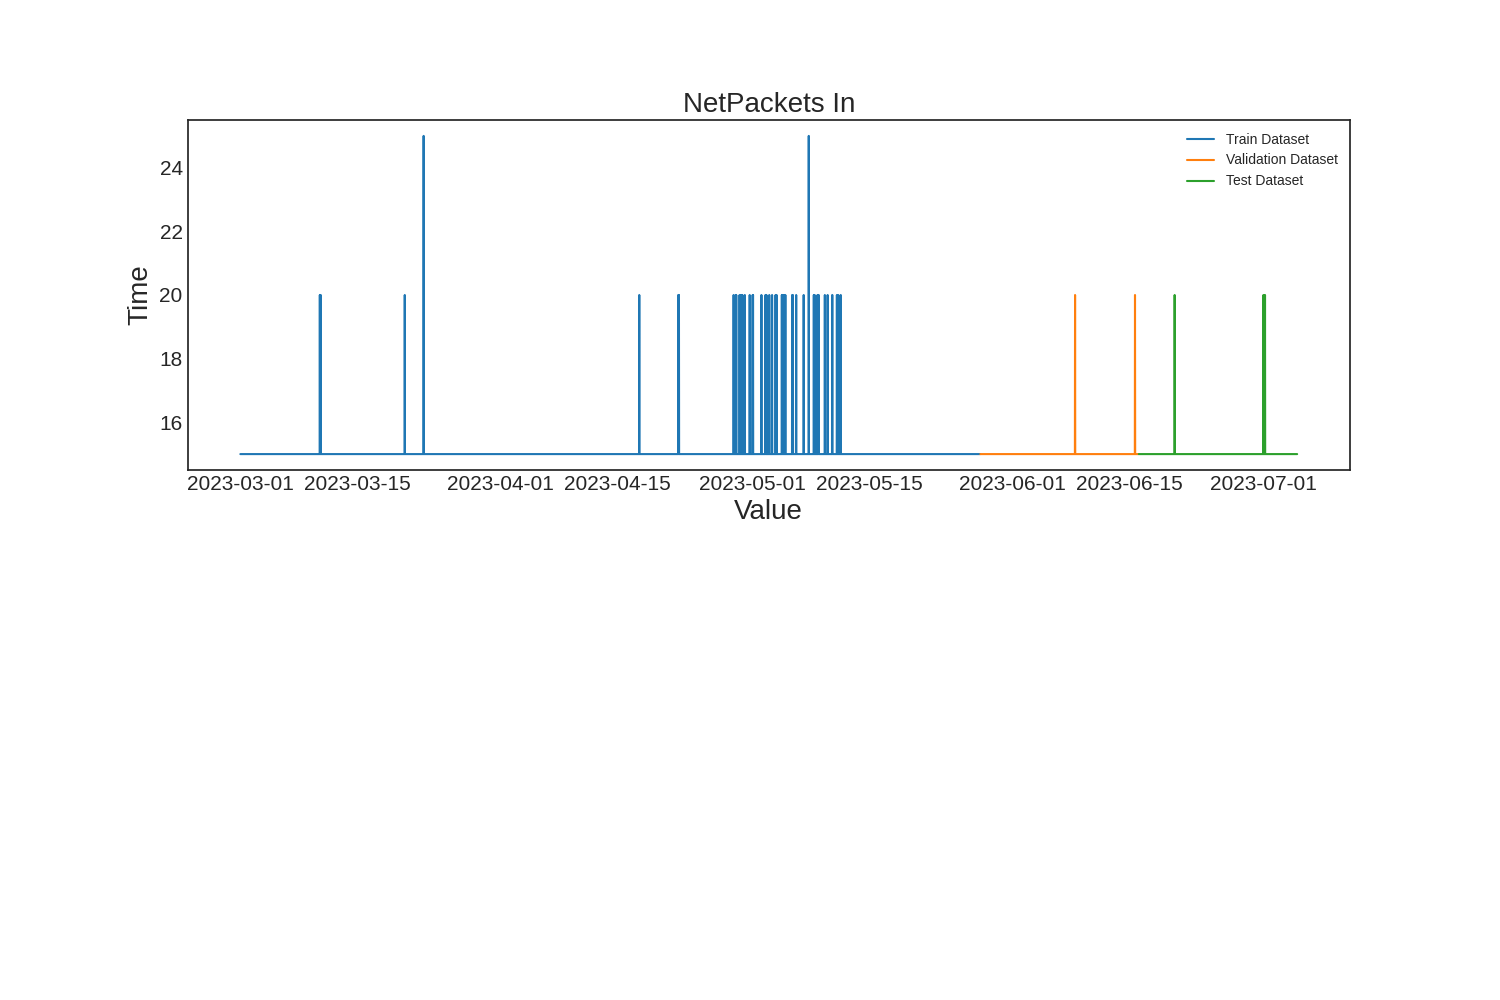 NetPackets In
Train Dataset
Validation Dataset
Test Dataset
24
22
20
18
16
Time
2023-03-01 2023-03-15 2023-04-01 2023-04-15 2023-05-01 2023-05-15 2023-06-01 2023-06-15 2023-07-01
Value